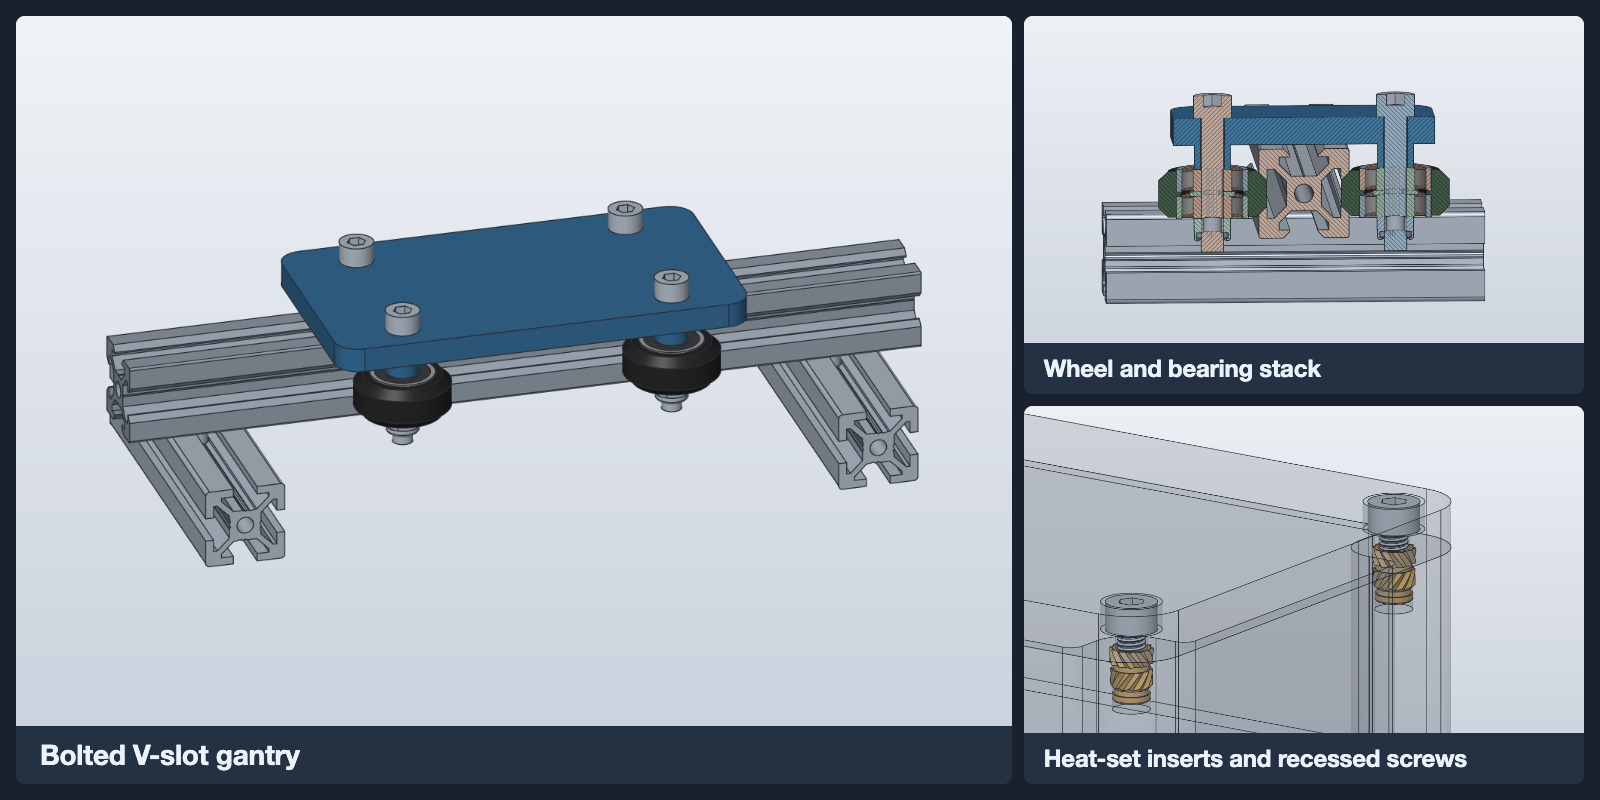 Bolted V-slot gantry
Wheel and bearing stack
Heat-set inserts and recessed screws